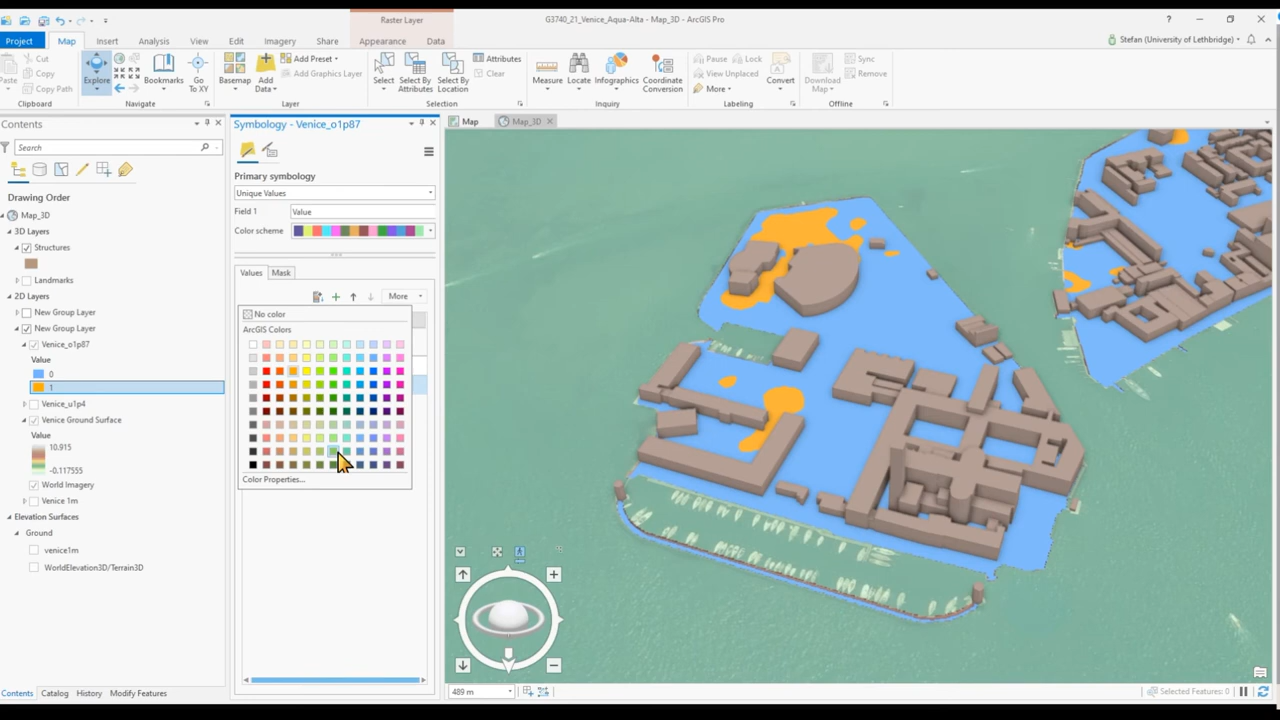 Raster Layer
G3740_21_Venice_Aqua-Alta - Map_3D - ArcGIS Pro
?
Project
Map
Insert
Analysis
View
Edit
Imagery
Share
Appearance
Data
Stefan (University of Lethbridge)
Paste
Cut
Copy
Copy Path
Clipboard
Explore
Bookmarks
Go To XY
Navigate
Basemap
Add Data
Add Preset
Add Graphics Layer
Layer
Select
Select By Attributes
Select By Location
Attributes
Clear
Selection
Measure
Locate
Infographics
Coordinate Conversion
Inquiry
Pause
Lock
View Unplaced
More
Convert
Labeling
Download Map
Sync
Remove
Offline
Contents
Search
Drawing Order
Map_3D
3D Layers
Structures
Landmarks
2D Layers
New Group Layer
New Group Layer
Venice_o1p87
Value
0
1
Venice_u1p4
Venice Ground Surface
Value
10.915
-0.117555
World Imagery
Venice 1m
Elevation Surfaces
Ground
venice1m
WorldElevation3D/Terrain3D
Contents
Catalog
History
Modify Features
Symbology - Venice_o1p87
Primary symbology
Unique Values
Field 1
Value
Color scheme
Values
Mask
More
No color
ArcGIS Colors
Color Properties...
Map
Map_3D
489 m
Selected Features: 0